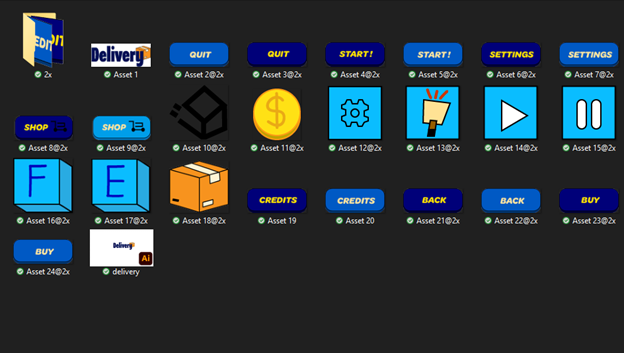 EDIT
Delivery
QUIT
QUIT
START!
START!
SETTINGS
SETTINGS
2x
Asset 1
Asset 2@2x
Asset 3@2x
Asset 4@2x
Asset 5@2x
Asset 6@2x
Asset 7@2x
SHOP
SHOP
$
Asset 8@2x
Asset 9@2x
Asset 10@2x
Asset 11@2x
Asset 12@2x
Asset 13@2x
Asset 14@2x
Asset 15@2x
F
E
CREDITS
CREDITS
BACK
BACK
BUY
Asset 16@2x
Asset 17@2x
Asset 18@2x
Asset 19
Asset 20
Asset 21@2x
Asset 22@2x
Asset 23@2x
BUY
Delivery
Ai
Asset 24@2x
delivery